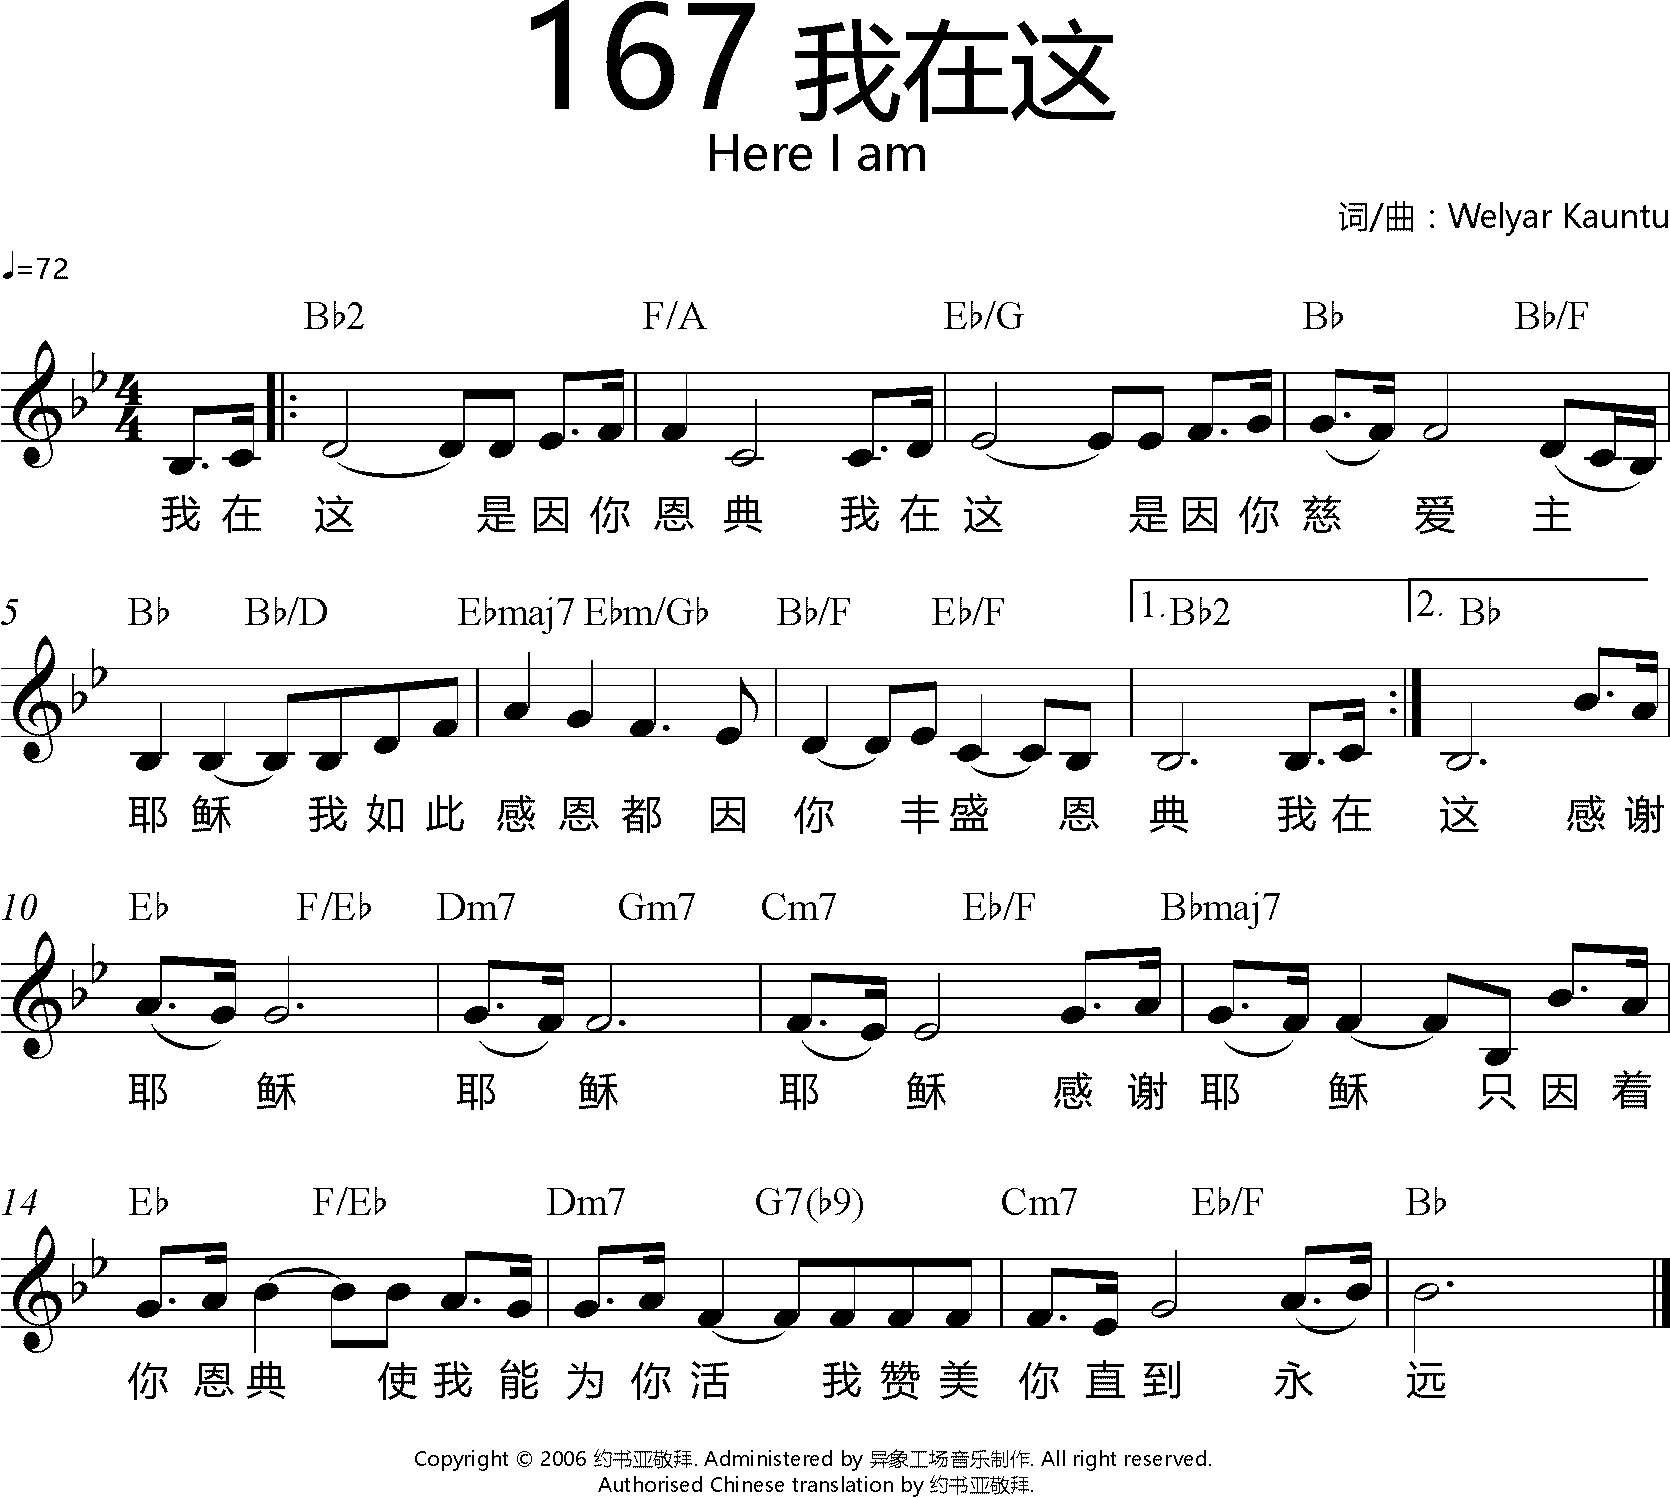 167 我在这
Here I am
词/曲：Welyar Kauntu
♩=72
B♭2 F/A E♭/G B♭ B♭/F
我在这 是因你恩典 我在这 是因你慈爱主
5 B♭ B♭/D E♭maj7 E♭m/G♭ B♭/F E♭/F 1. B♭2 2. B♭
耶稣 我如此感恩都因你 丰盛恩典 我在这 感谢
10 E♭ F/E♭ Dm7 Gm7 Cm7 E♭/F B♭maj7
耶稣 耶稣 耶稣 感谢耶稣 只因着
14 E♭ F/E♭ Dm7 G7(♭9) Cm7 E♭/F B♭
你恩典 使我能为你活 我赞美你直到永远
Copyright © 2006 约书亚敬拜. Administered by 异象工场音乐制作. All right reserved.
Authorised Chinese translation by 约书亚敬拜.